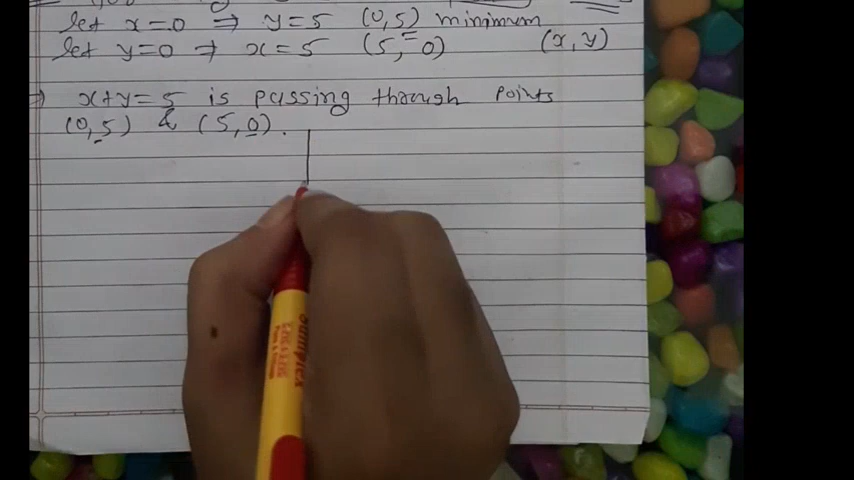 let x=0 ⇒ y=5 (0,5) minimum
let y=0 ⇒ x=5 (5,0) (x,y)
⇒ x+y=5 is passing through points
(0,5) & (5,0).